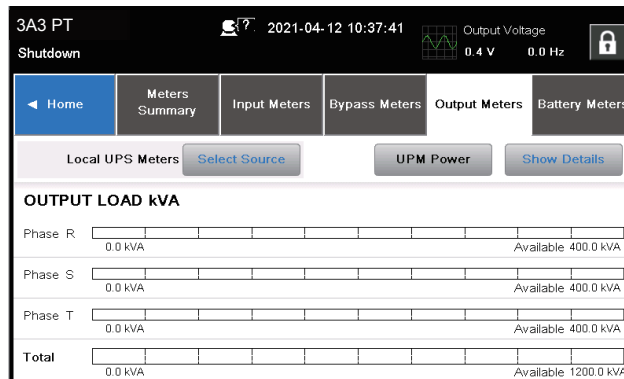 3A3 PT
Shutdown
? 2021-04-12 10:37:41
Output Voltage
0.4 V 0.0 Hz
◄ Home
Meters
Summary
Input Meters
Bypass Meters
Output Meters
Battery Meters
Local UPS Meters
Select Source
UPM Power
Show Details
OUTPUT LOAD kVA
Phase R
0.0 kVA Available 400.0 kVA
Phase S
0.0 kVA Available 400.0 kVA
Phase T
0.0 kVA Available 400.0 kVA
Total
0.0 kVA Available 1200.0 kVA